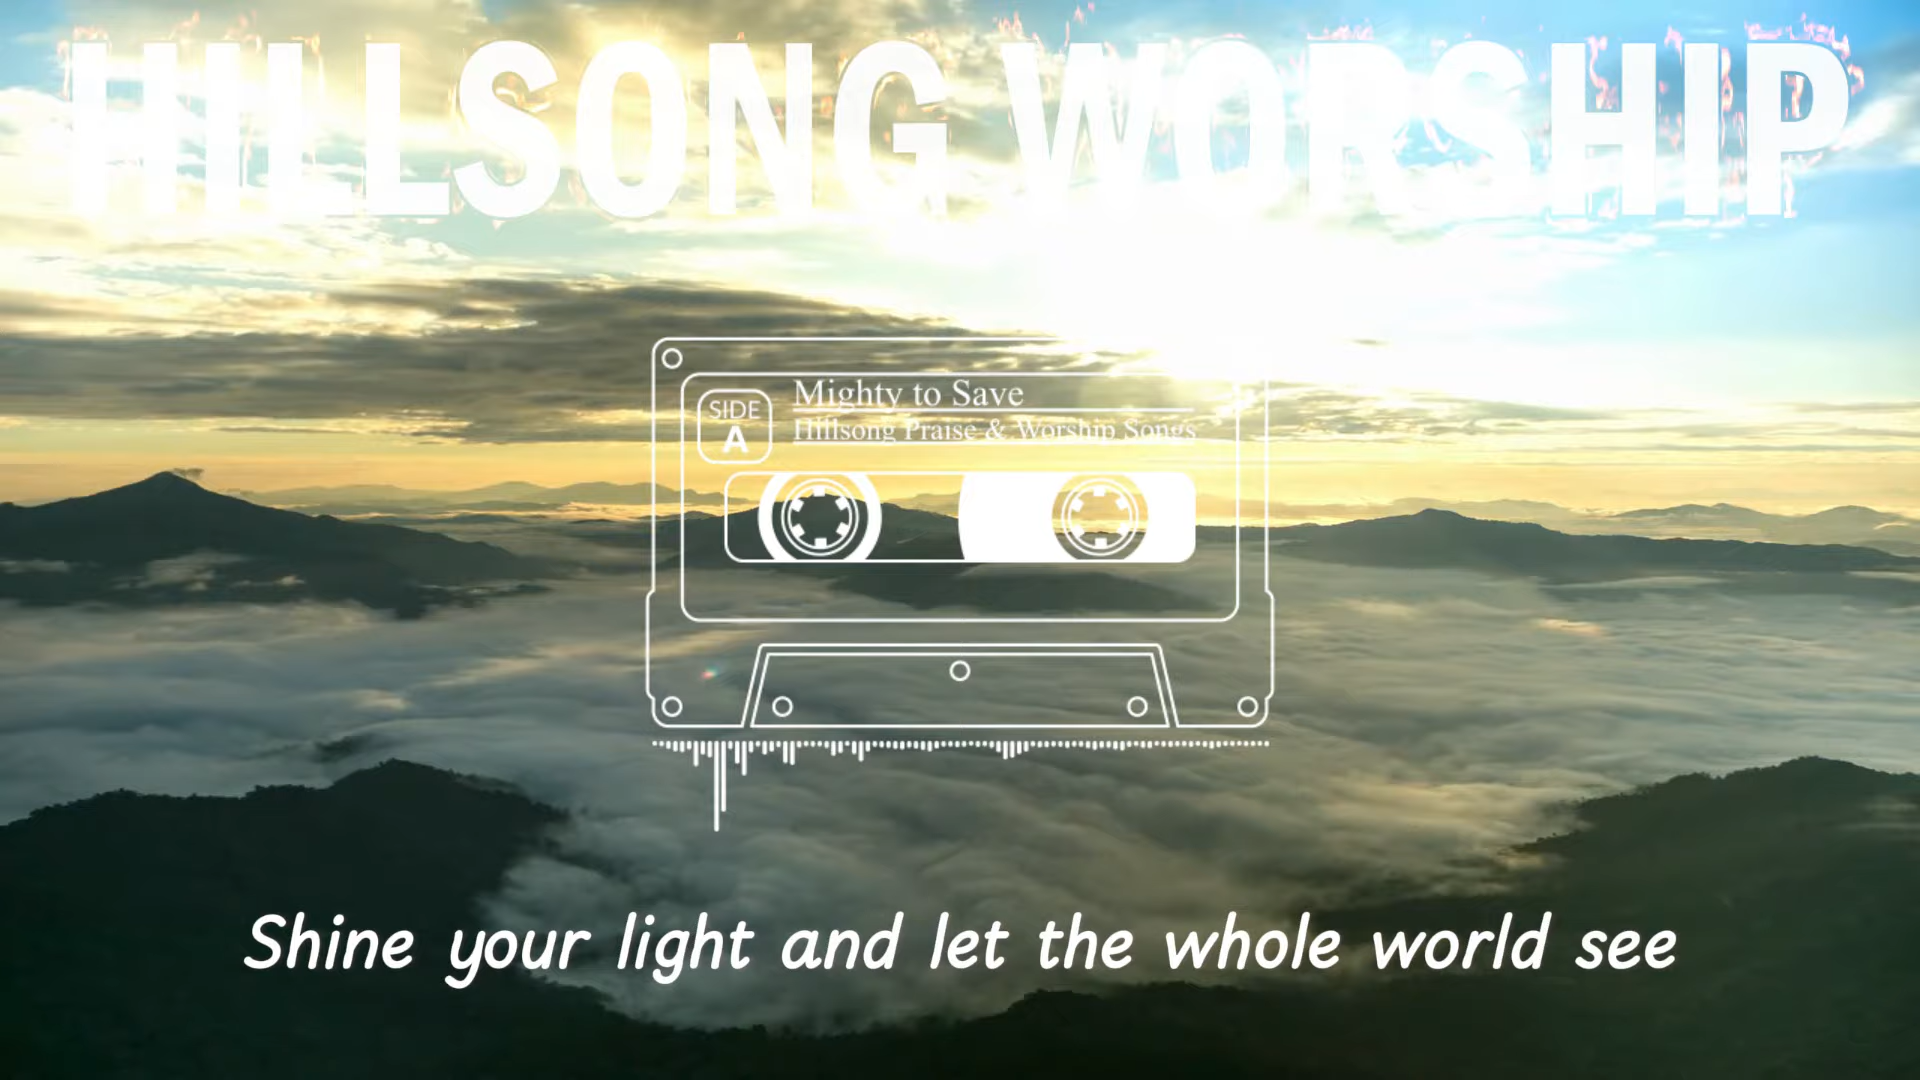 HILLSONG WORSHIP
SIDE
A
Mighty to Save
Hillsong Praise & Worship Songs
Shine your light and let the whole world see